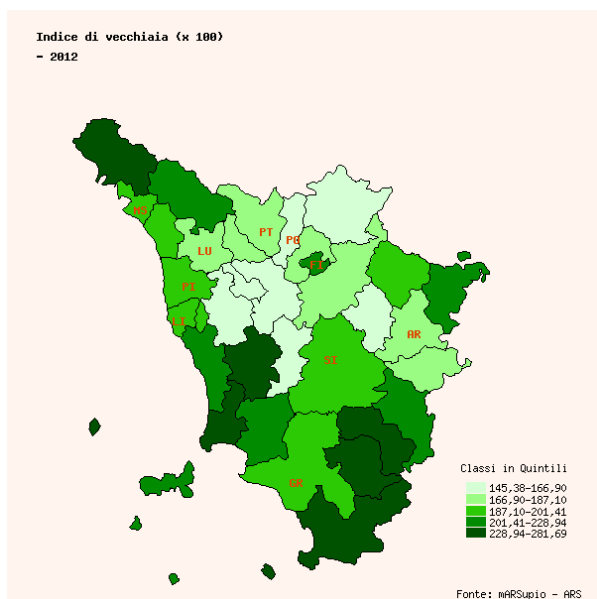 Indice di vecchiaia (x 100)
- 2012
MS
PT
PO
LU
FI
PI
LI
AR
SI
GR
Classi in Quintili
145,38-166,90
166,90-187,10
187,10-201,41
201,41-228,94
228,94-281,69
Fonte: mARSupio - ARS